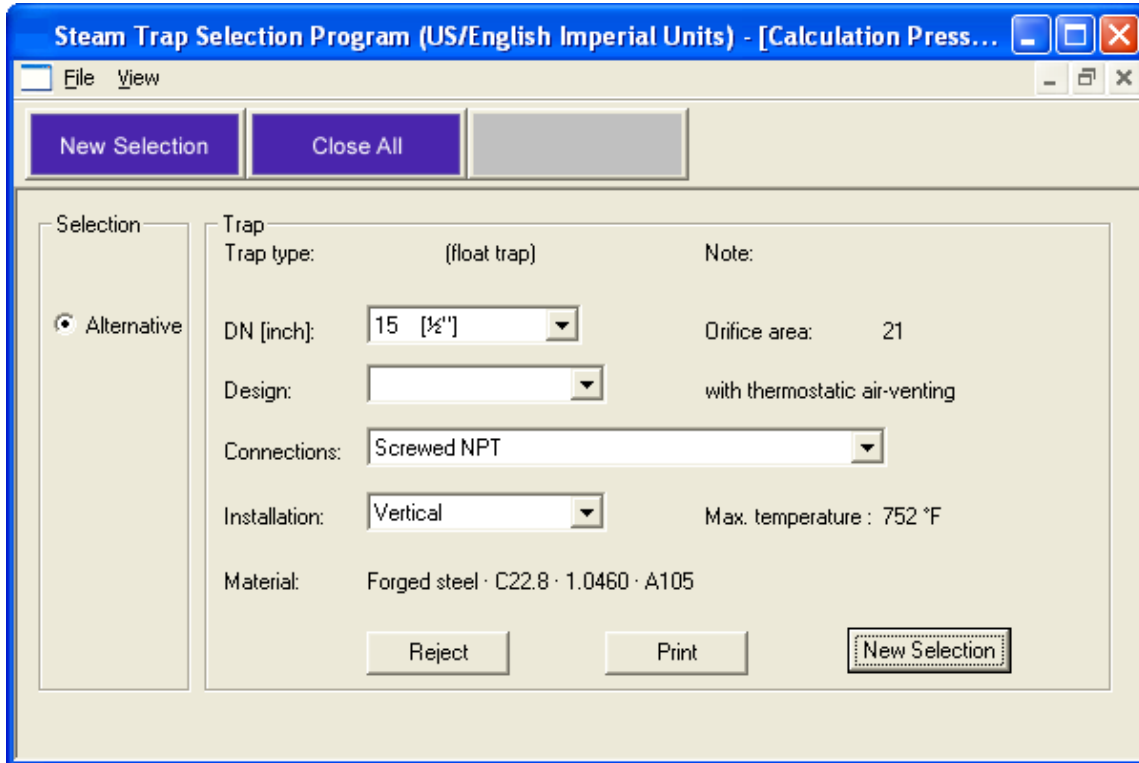 Steam Trap Selection Program (US/English Imperial Units) - [Calculation Press...
File View
New Selection Close All
Selection Trap
Trap type: (float trap) Note:
Alternative DN [inch]: 15 [½"] Orifice area: 21
Design: with thermostatic air-venting
Connections: Screwed NPT
Installation: Vertical Max. temperature : 752 °F
Material: Forged steel · C22.8 · 1.0460 · A105
Reject Print New Selection